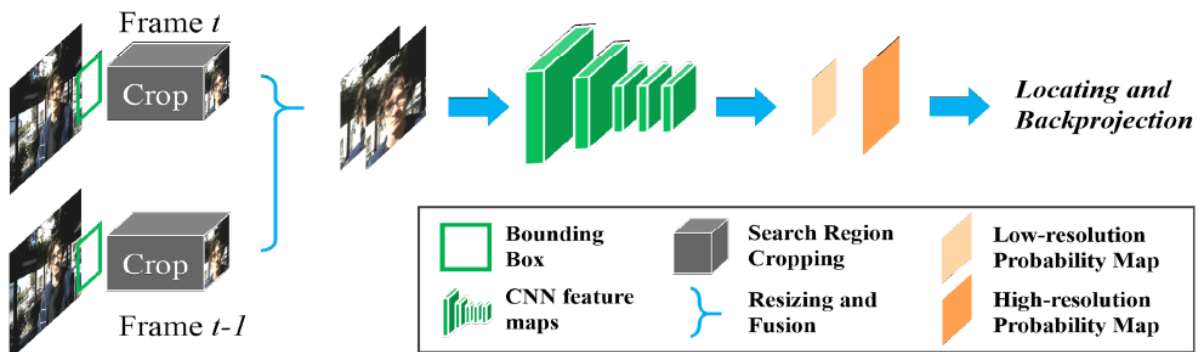 Frame t
Crop
Crop
Frame t-1
Locating and
Backprojection
Bounding
Box
CNN feature
maps
Search Region
Cropping
Resizing and
Fusion
Low-resolution
Probability Map
High-resolution
Probability Map